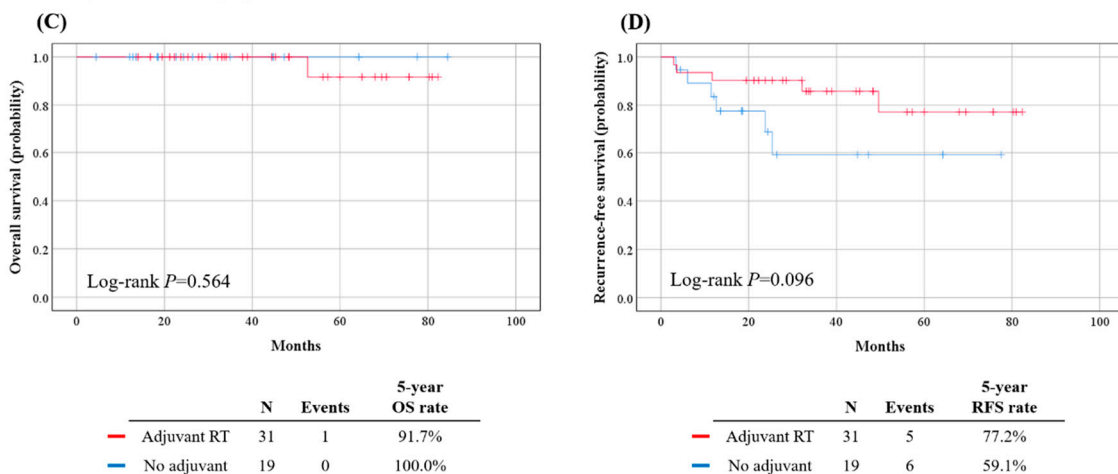 (C)
Overall survival (probability)
1.0
0.8
0.6
0.4
0.2
0.0
Log-rank P=0.564
0 20 40 60 80 100
Months
5-year
N Events OS rate
Adjuvant RT 31 1 91.7%
No adjuvant 19 0 100.0%
(D)
Recurrence-free survival (probability)
1.0
0.8
0.6
0.4
0.2
0.0
Log-rank P=0.096
0 20 40 60 80 100
Months
5-year
N Events RFS rate
Adjuvant RT 31 5 77.2%
No adjuvant 19 6 59.1%